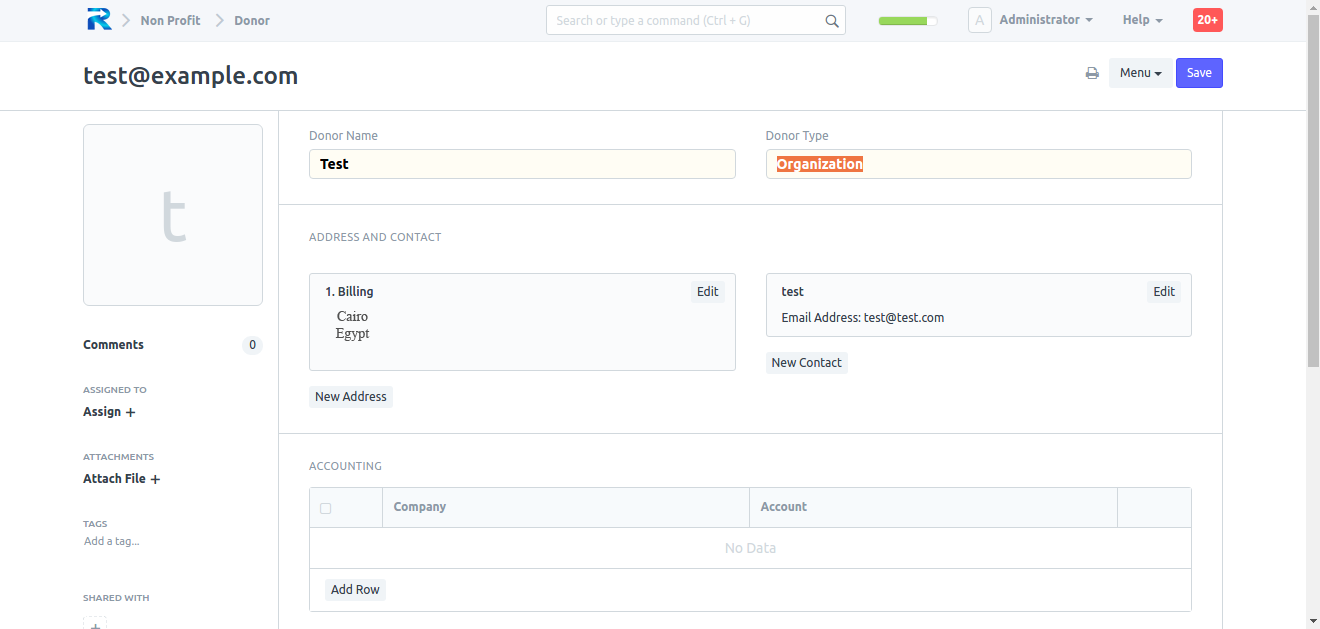 Non Profit
Donor
Search or type a command (Ctrl + G)
A
Administrator
Help
20+
test@example.com
Menu
Save
t
Donor Name
Test
Donor Type
Organization
ADDRESS AND CONTACT
1. Billing
Edit
Cairo
Egypt
New Address
test
Edit
Email Address: test@test.com
New Contact
Comments
0
ASSIGNED TO
Assign +
ATTACHMENTS
Attach File +
TAGS
Add a tag...
SHARED WITH
+
ACCOUNTING
Company
Account
No Data
Add Row